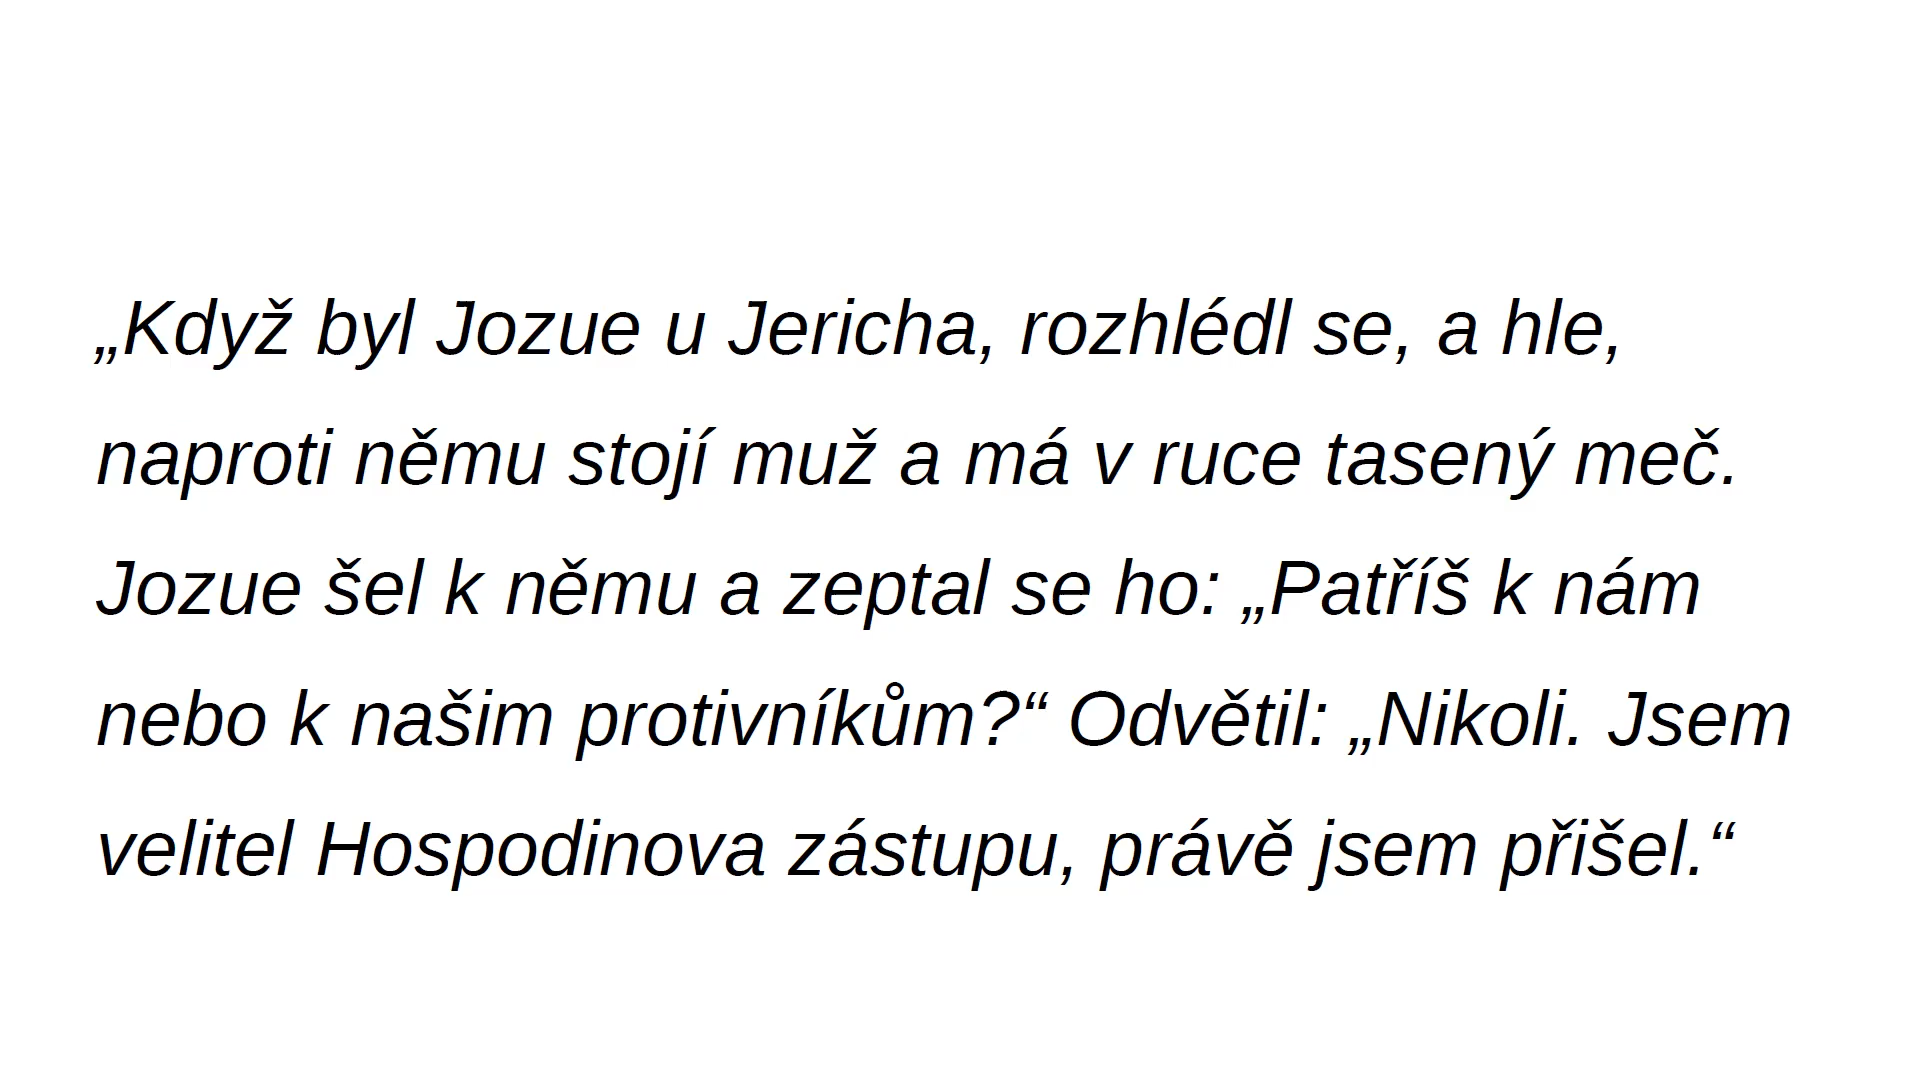 „Když byl Jozue u Jericha, rozhlédl se, a hle,
naproti němu stojí muž a má v ruce tasený meč.
Jozue šel k němu a zeptal se ho: „Patříš k nám
nebo k našim protivníkům?“ Odvětil: „Nikoli. Jsem
velitel Hospodinova zástupu, právě jsem přišel.“